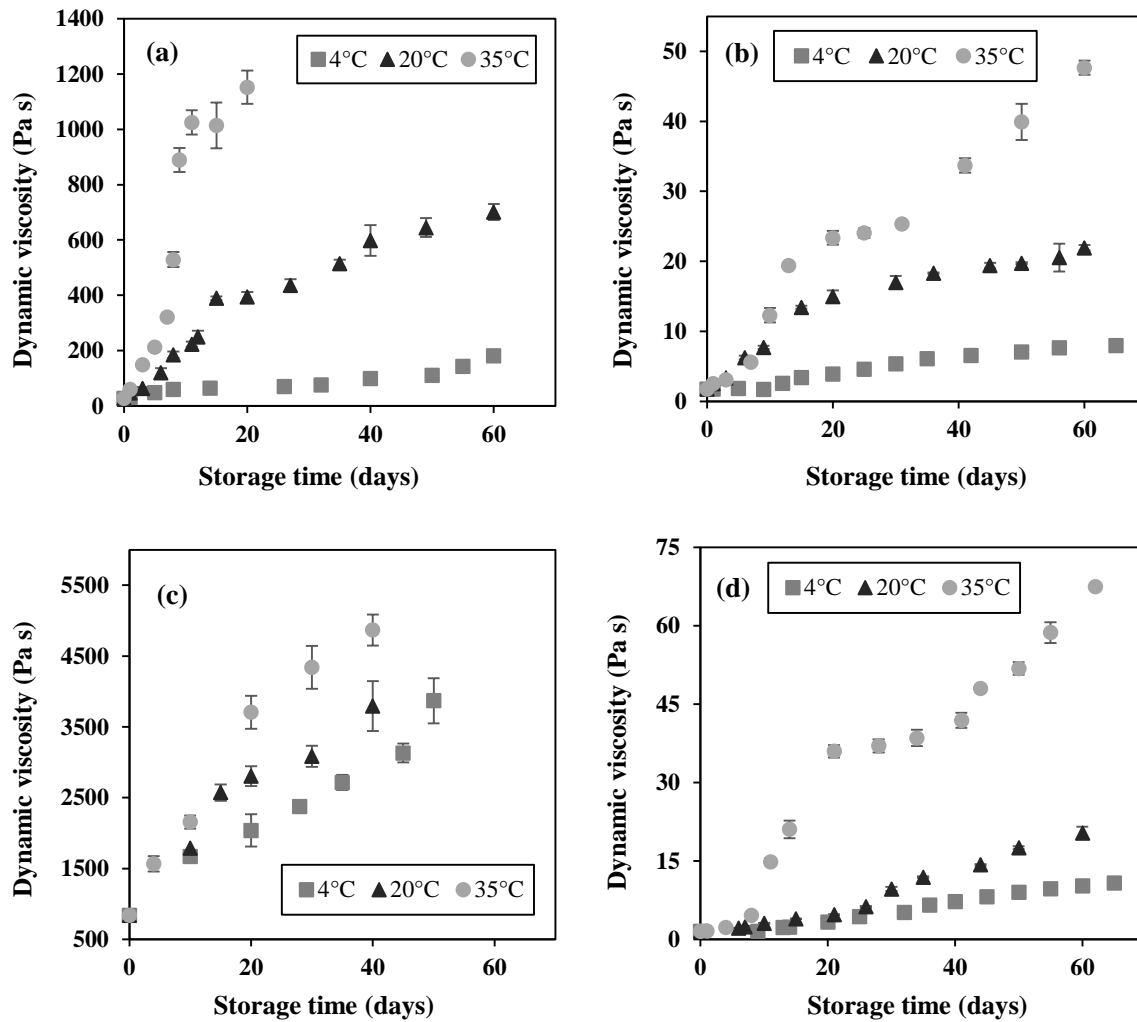 (a)
4°C 20°C 35°C
Dynamic viscosity (Pa s)
1400
1200
1000
800
600
400
200
0
0 20 40 60
Storage time (days)
(b)
4°C 20°C 35°C
Dynamic viscosity (Pa s)
50
40
30
20
10
0
0 20 40 60
Storage time (days)
(c)
4°C 20°C 35°C
Dynamic viscosity (Pa s)
5500
4500
3500
2500
1500
500
0 20 40 60
Storage time (days)
(d)
4°C 20°C 35°C
Dynamic viscosity (Pa s)
75
60
45
30
15
0
0 20 40 60
Storage time (days)